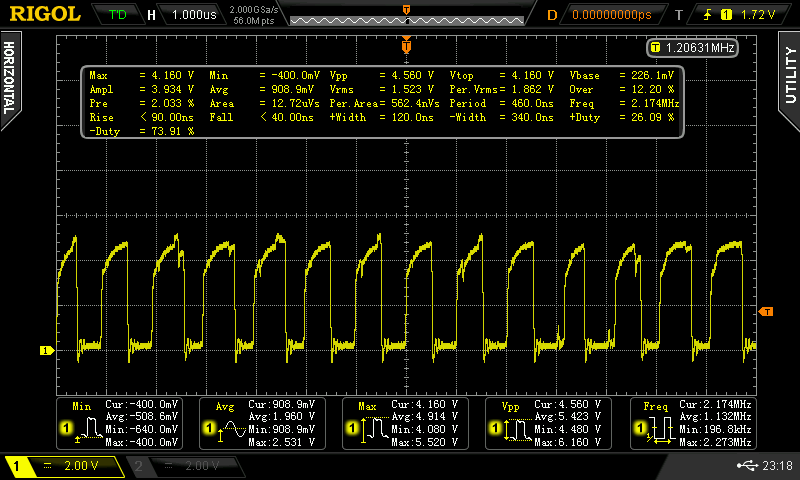 RIGOL T'D H 1.000us 2.000GSa/s 56.0M pts D 0.00000000ps T 1 1.72 V
HORIZONTAL
UTILITY
T
T 1.20631MHz
Max = 4.160 V Min = -400.0mV Vpp = 4.560 V Vtop = 4.160 V Vbase = 226.1mV
Ampl = 3.934 V Avg = 908.9mV Vrms = 1.523 V Per.Vrms= 1.862 V Over = 12.20 %
Pre = 2.033 % Area = 12.72uVs Per.Area= 562.4nVs Period = 460.0ns Freq = 2.174MHz
Rise < 90.00ns Fall < 40.00ns +Width = 120.0ns -Width = 340.0ns +Duty = 26.09 %
-Duty = 73.91 %
T
1
Min Cur:-400.0mV Avg Cur:908.9mV Max Cur:4.160 V Vpp Cur:4.560 V Freq Cur:2.174MHz
Avg:-508.6mV Avg:1.960 V Avg:4.914 V Avg:5.423 V Avg:1.132MHz
1 Min:-640.0mV 1 Min:908.9mV 1 Min:4.080 V 1 Min:4.480 V 1 Min:196.8kHz
Max:-400.0mV Max:2.531 V Max:5.520 V Max:6.160 V Max:2.273MHz
1 2.00 V 2 2.00 V 23:18